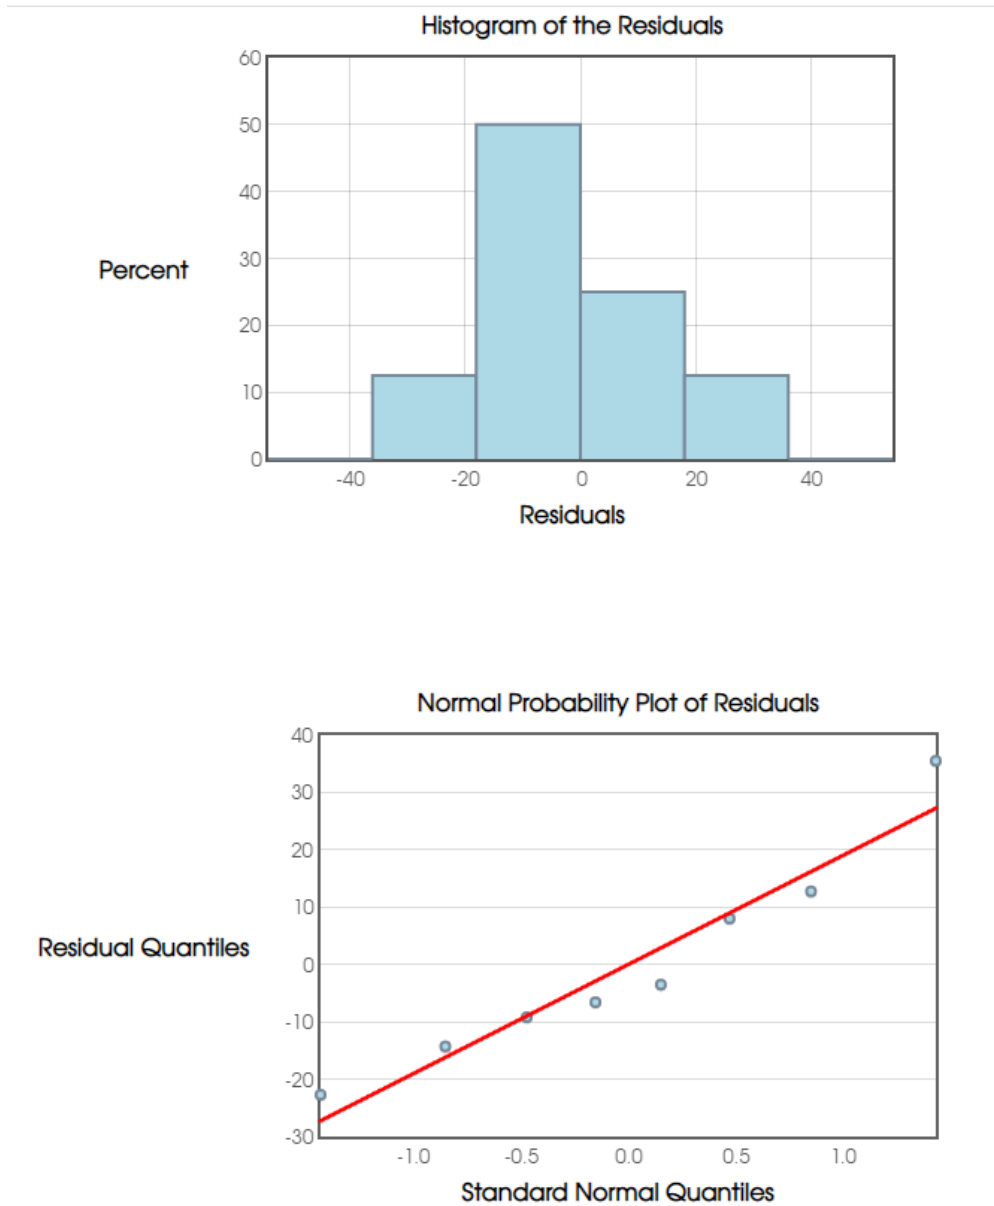 Histogram of the Residuals
60
50
40
30
20
10
0
Percent
-40 -20 0 20 40
Residuals
Normal Probability Plot of Residuals
40
30
20
10
0
-10
-20
-30
Residual Quantiles
-1.0 -0.5 0.0 0.5 1.0
Standard Normal Quantiles